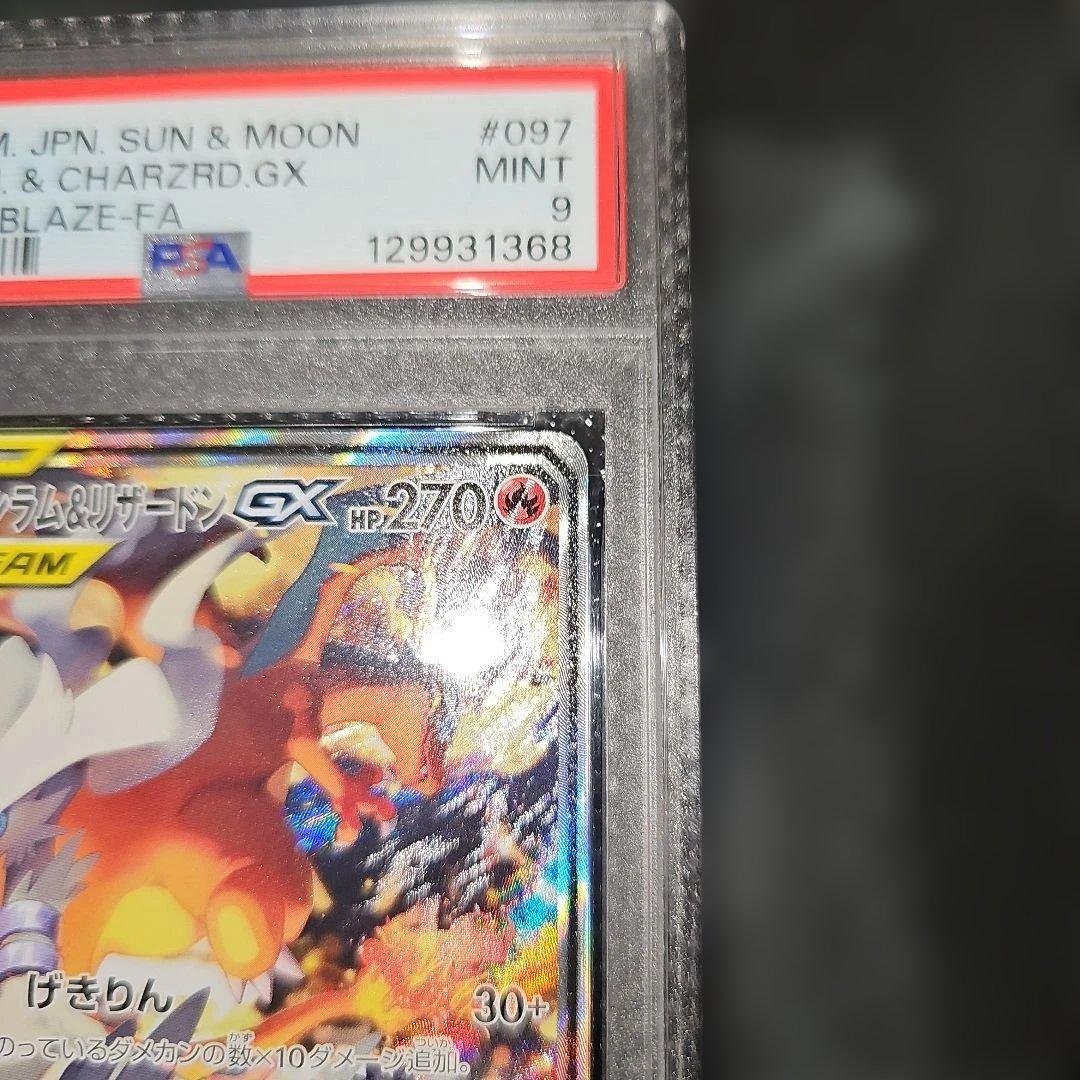 M. JPN. SUN & MOON #097
. & CHARZRD.GX MINT
BLAZE-FA 9
PSA 129931368
ラム&リザードンGX HP 270
EAM
げきりん 30+
のっているダメカンの数×10ダメージ追加。